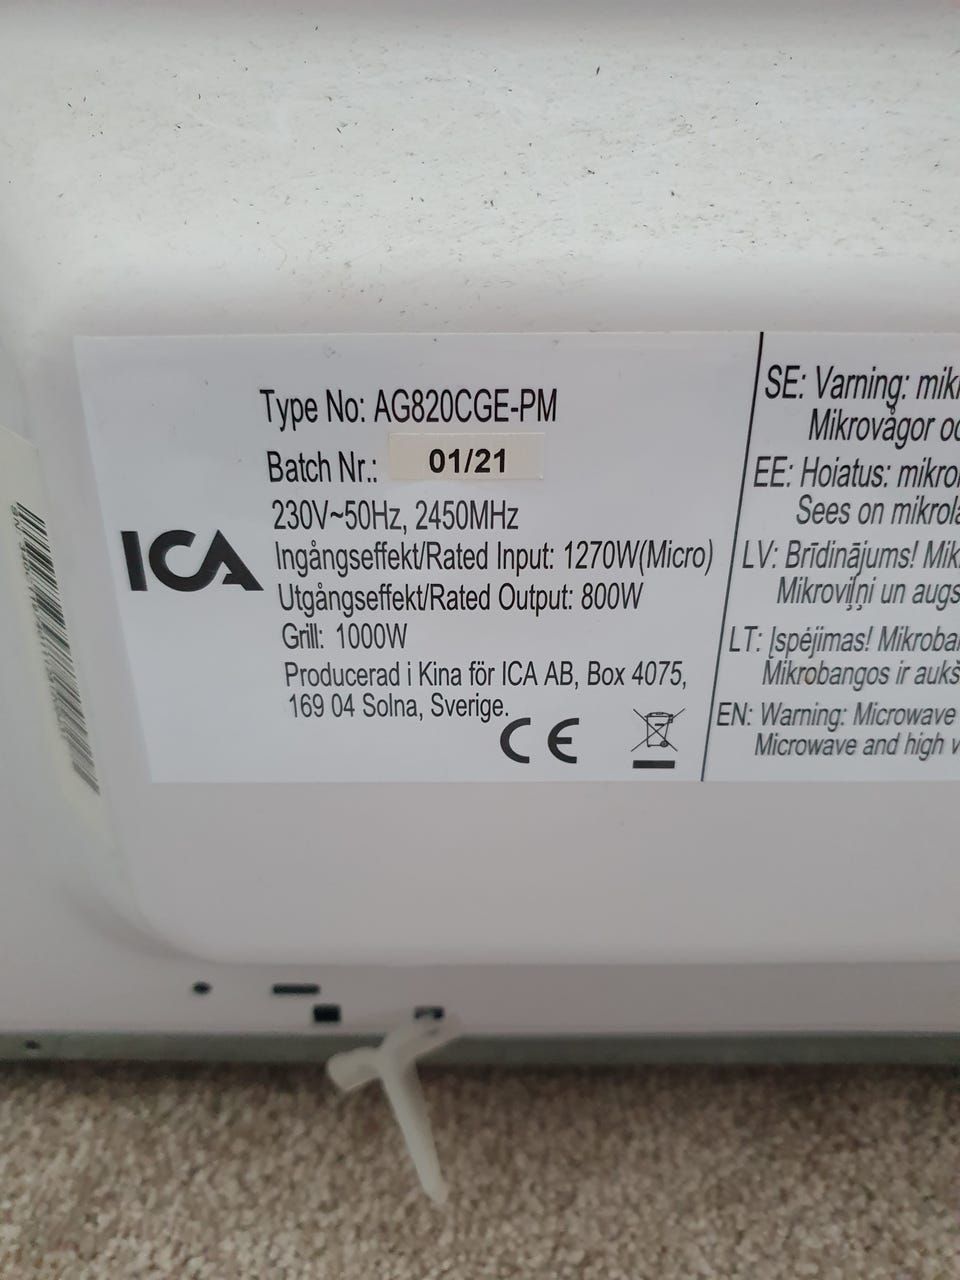 Type No: AG820CGE-PM
Batch Nr.: 01/21
230V~50Hz, 2450MHz
ICA
Ingångseffekt/Rated Input: 1270W(Micro)
Utgångseffekt/Rated Output: 800W
Grill: 1000W
Producerad i Kina för ICA AB, Box 4075,
169 04 Solna, Sverige.
CE
SE: Varning:
Mikrovågor
EE: Hoiatus:
Sees on
LV: Brīdinājums!
Mikroviļņi un
LT: Įspėjimas!
Mikrobangos ir
EN: Warning: Microwave
Microwave and high